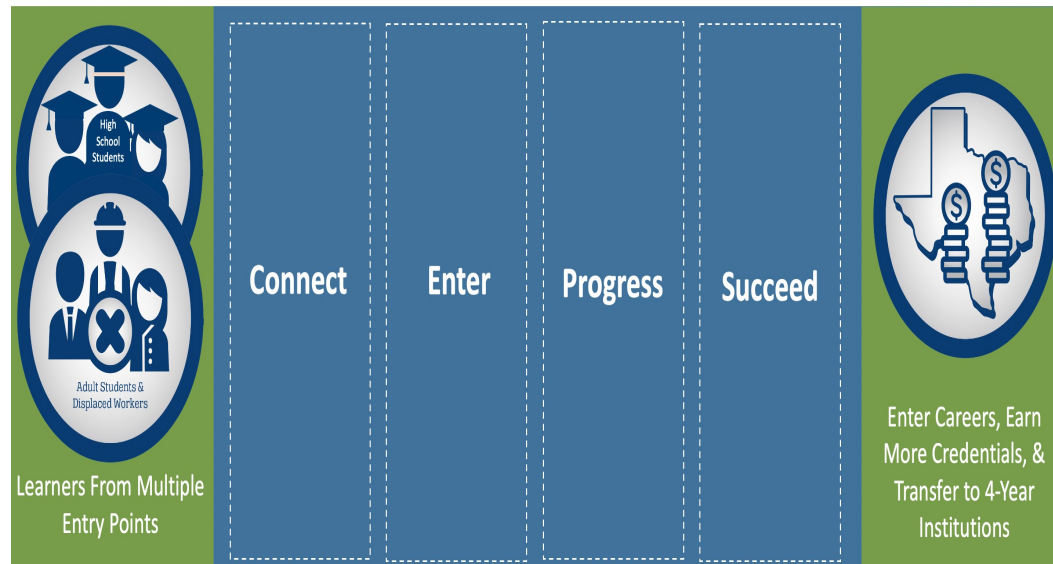 High
School
Students
Adult Students &
Displaced Workers
Learners From Multiple
Entry Points
Connect
Enter
Progress
Succeed
$
$
Enter Careers, Earn
More Credentials, &
Transfer to 4-Year
Institutions